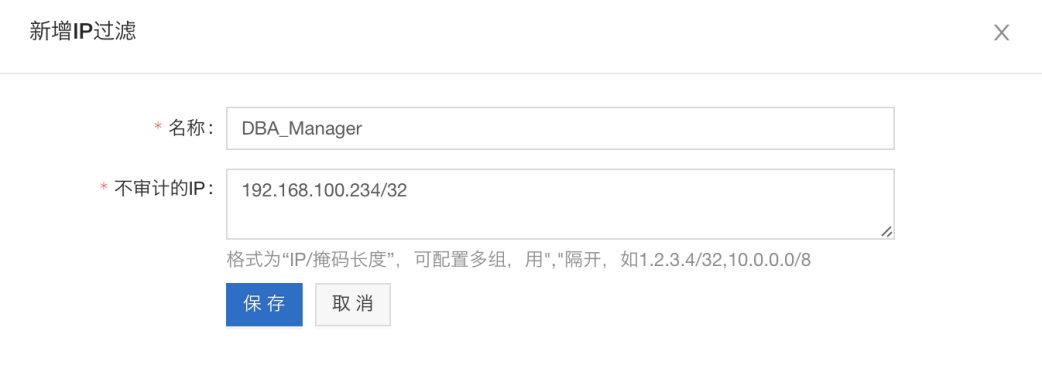 新增IP过滤
* 名称: DBA_Manager
* 不审计的IP: 192.168.100.234/32
格式为“IP/掩码长度”，可配置多组，用","隔开，如1.2.3.4/32,10.0.0.0/8
保 存 取 消